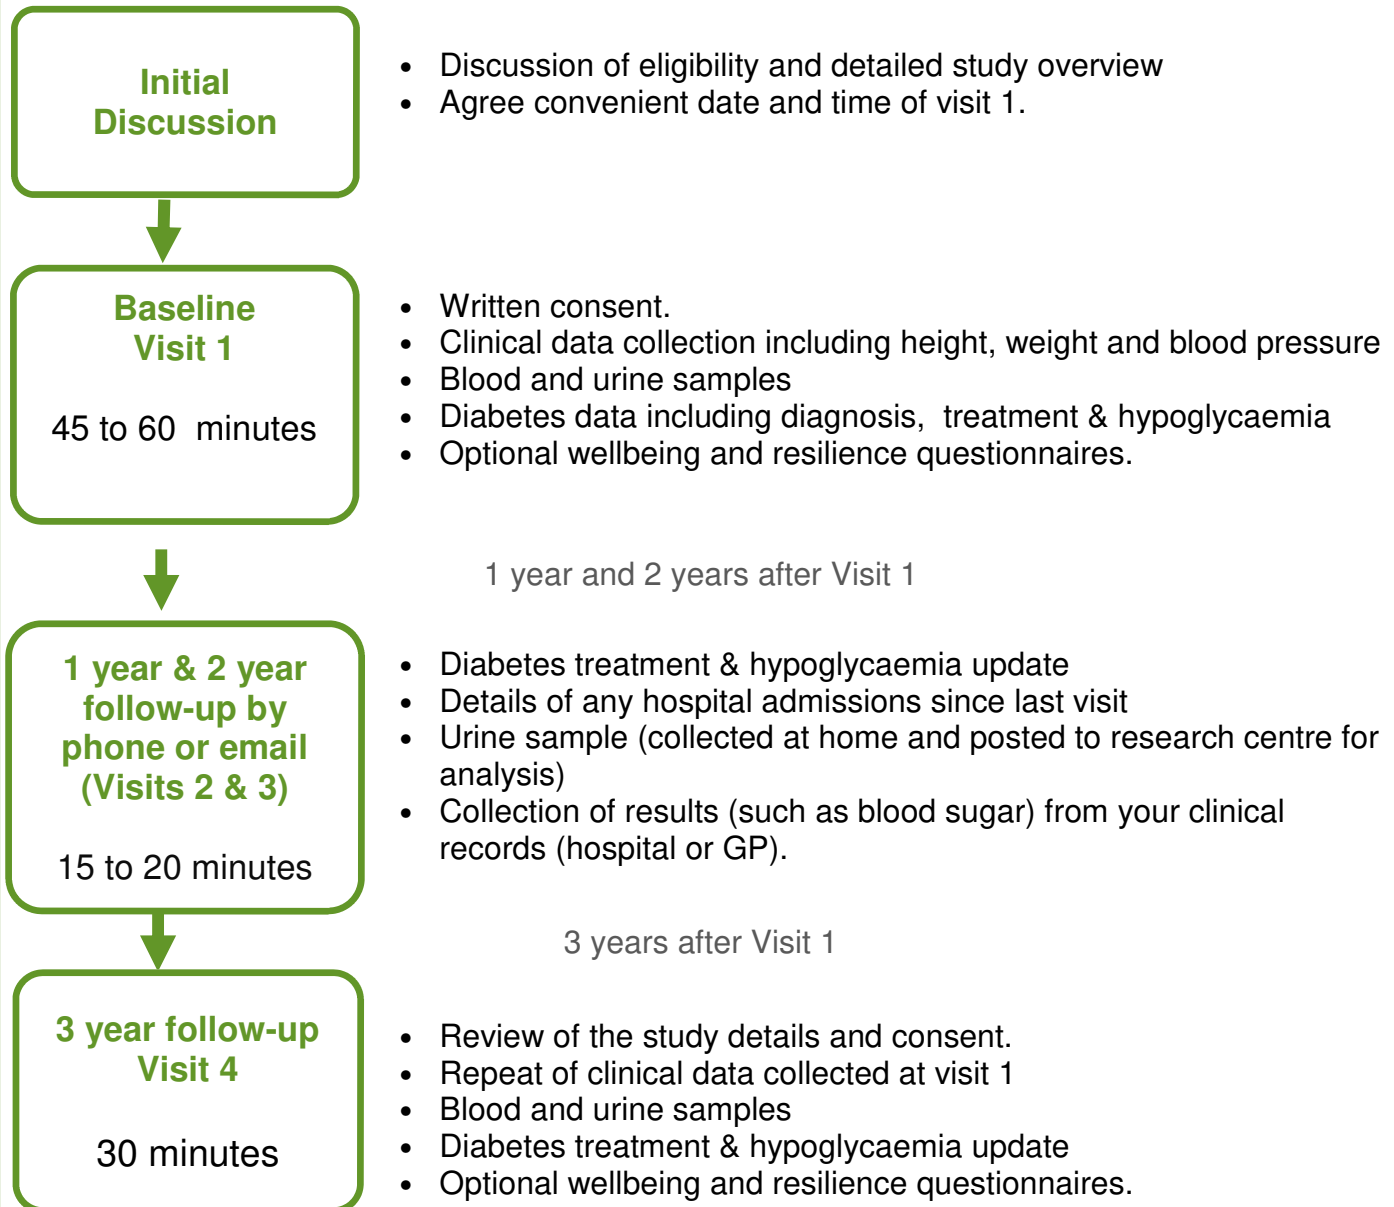 Initial
Discussion
• Discussion of eligibility and detailed study overview
• Agree convenient date and time of visit 1.
Baseline
Visit 1
45 to 60 minutes
• Written consent.
• Clinical data collection including height, weight and blood pressure
• Blood and urine samples
• Diabetes data including diagnosis, treatment & hypoglycaemia
• Optional wellbeing and resilience questionnaires.
1 year and 2 years after Visit 1
1 year & 2 year
follow-up by
phone or email
(Visits 2 & 3)
15 to 20 minutes
• Diabetes treatment & hypoglycaemia update
• Details of any hospital admissions since last visit
• Urine sample (collected at home and posted to research centre for
analysis)
• Collection of results (such as blood sugar) from your clinical
records (hospital or GP).
3 years after Visit 1
3 year follow-up
Visit 4
30 minutes
• Review of the study details and consent.
• Repeat of clinical data collected at visit 1
• Blood and urine samples
• Diabetes treatment & hypoglycaemia update
• Optional wellbeing and resilience questionnaires.